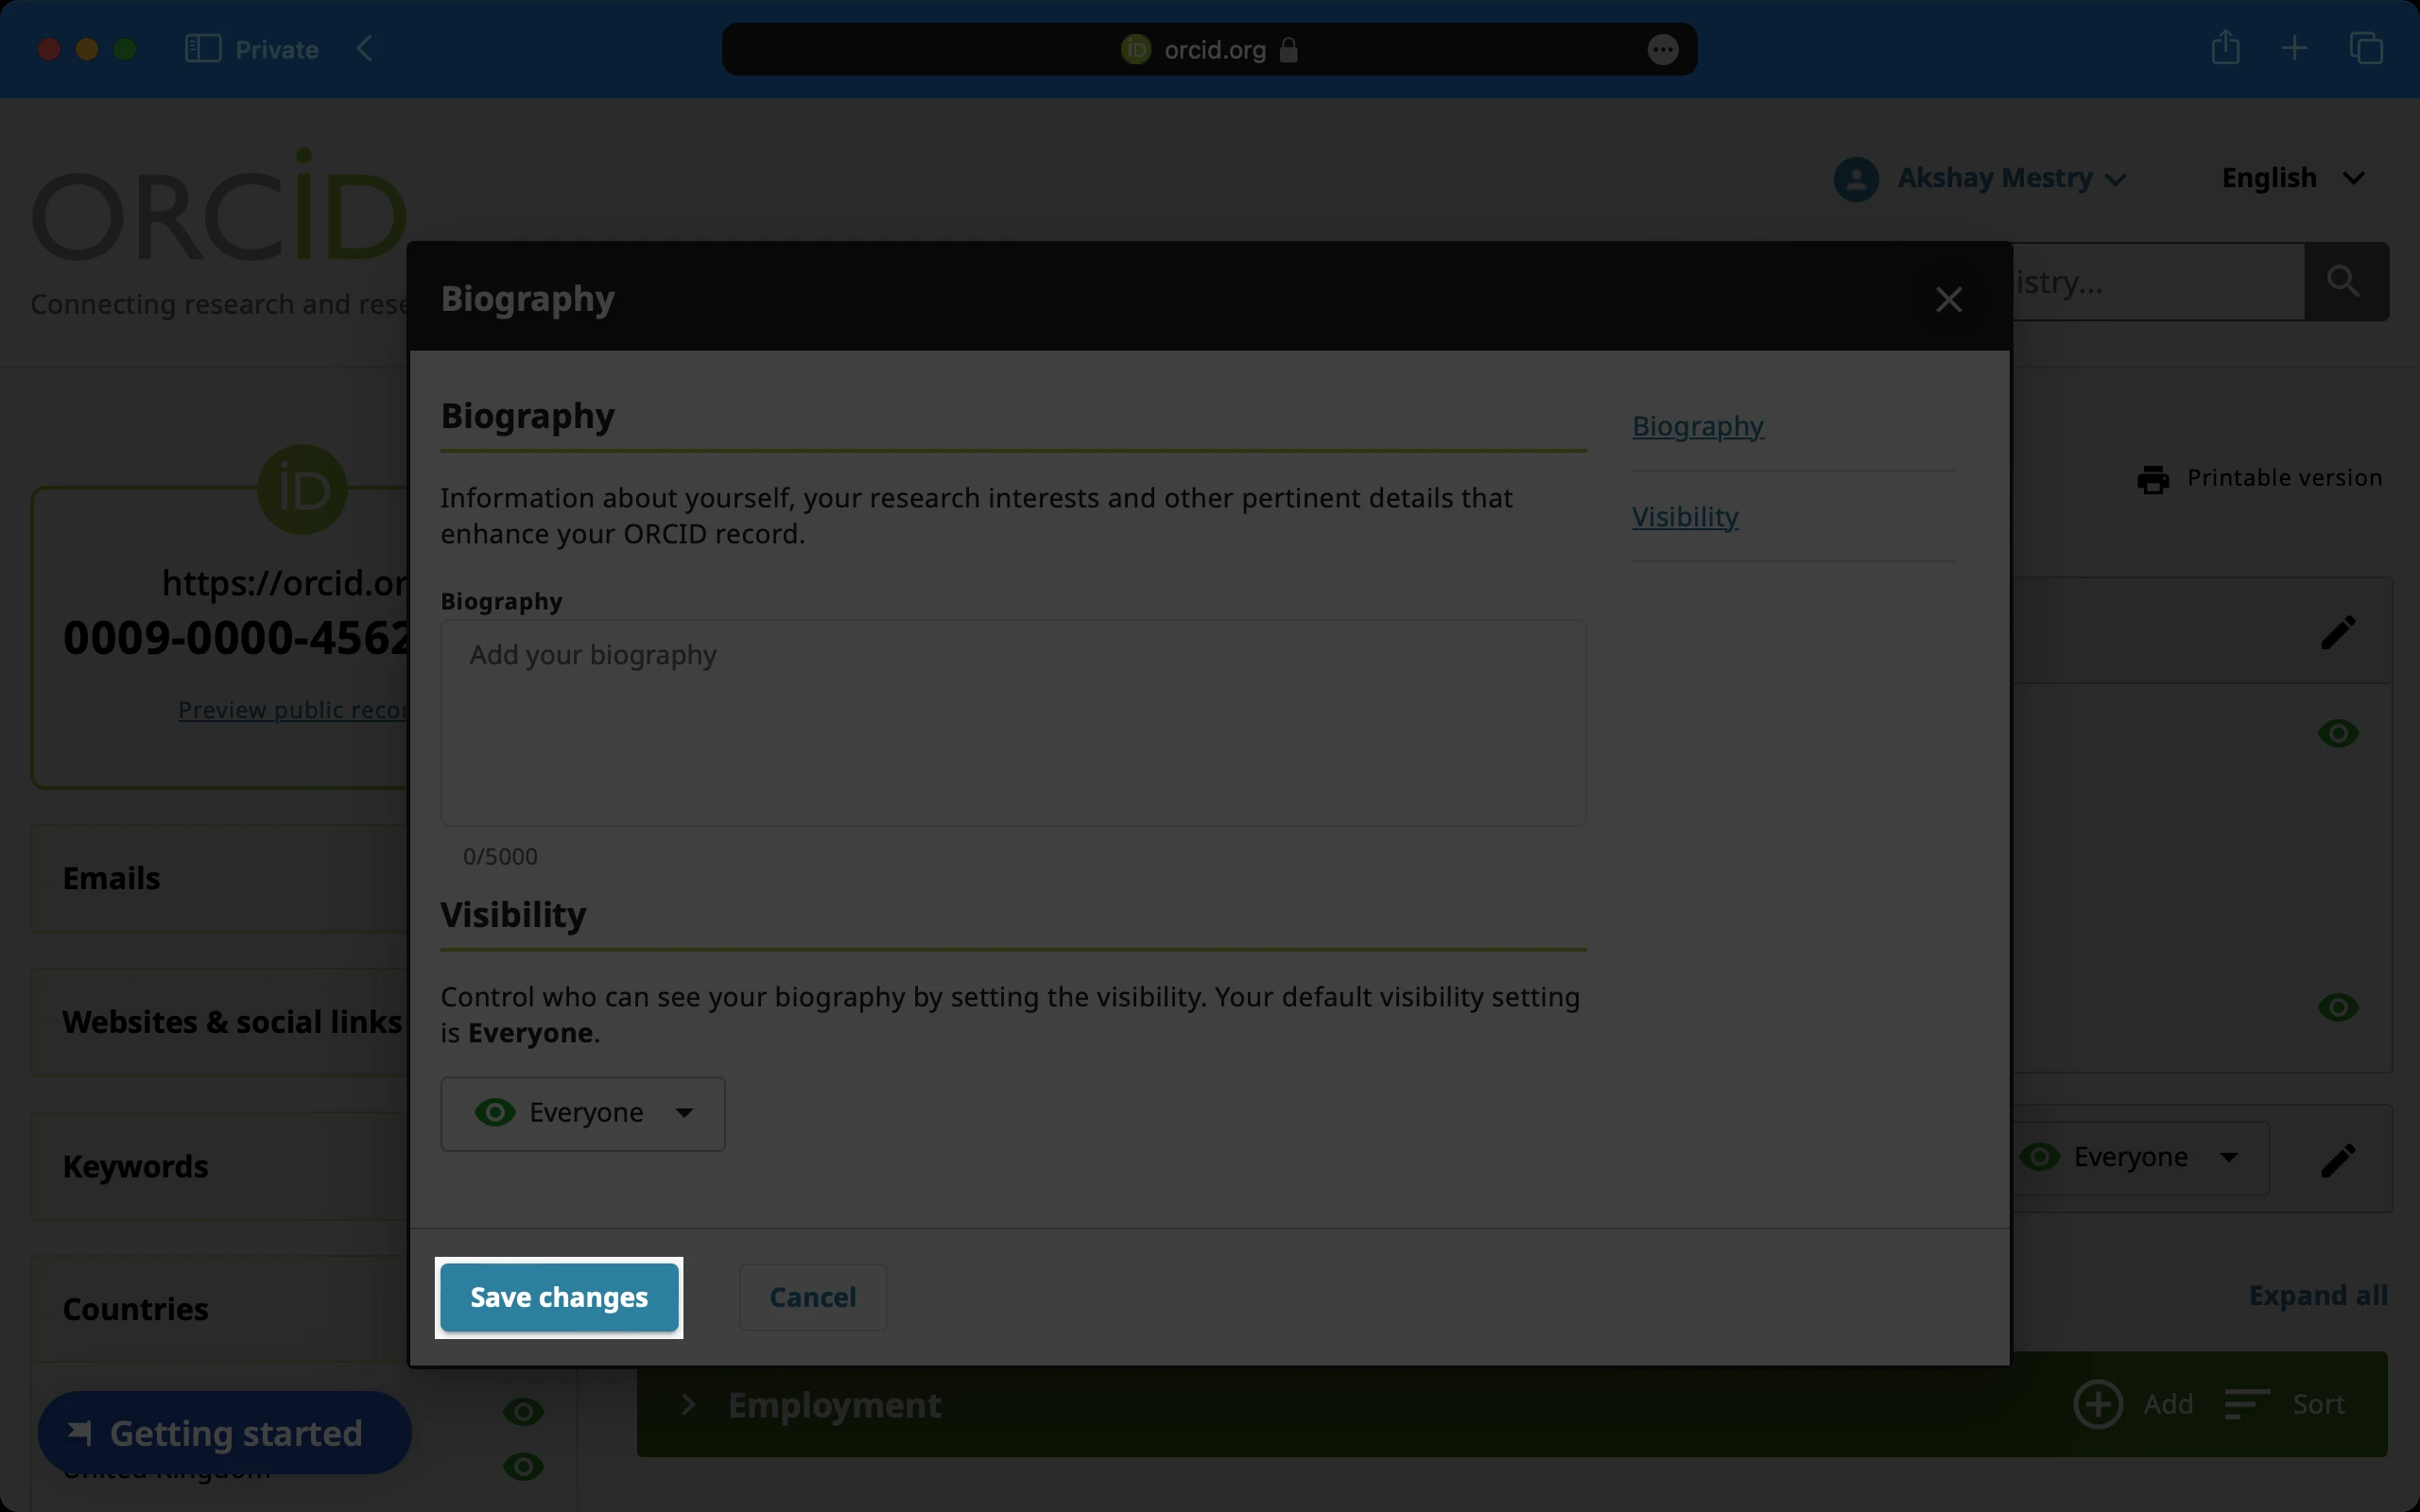 Private
orcid.org
ORCID
Connecting research and rese
Akshay Mestry
English
istry...
iD
https://orcid.or
0009-0000-4562
Preview public recor
Printable version
Biography
Biography
Information about yourself, your research interests and other pertinent details that
enhance your ORCID record.
Biography
Add your biography
0/5000
Visibility
Control who can see your biography by setting the visibility. Your default visibility setting
is Everyone.
Everyone
Save changes
Cancel
Biography
Visibility
Emails
Websites & social links
Keywords
Countries
Getting started
United Kingdom
Everyone
Expand all
Employment
Add
Sort